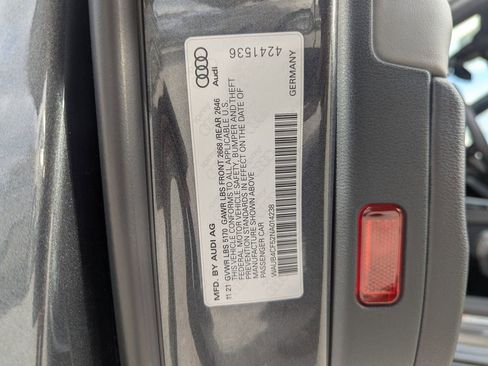 4241536
Audi
GERMANY
MFD. BY AUDI AG
11 21 GVWR LBS 5170 GAWR LBS FRONT 2668 /REAR 2646
THIS VEHICLE CONFORMS TO ALL APPLICABLE U.S.
FEDERAL MOTOR VEHICLE SAFETY, BUMPER AND THEFT
PREVENTION STANDARDS IN EFFECT ON THE DATE OF
MANUFACTURE SHOWN ABOVE
PASSENGER CAR
WAUB4CF52NA014238